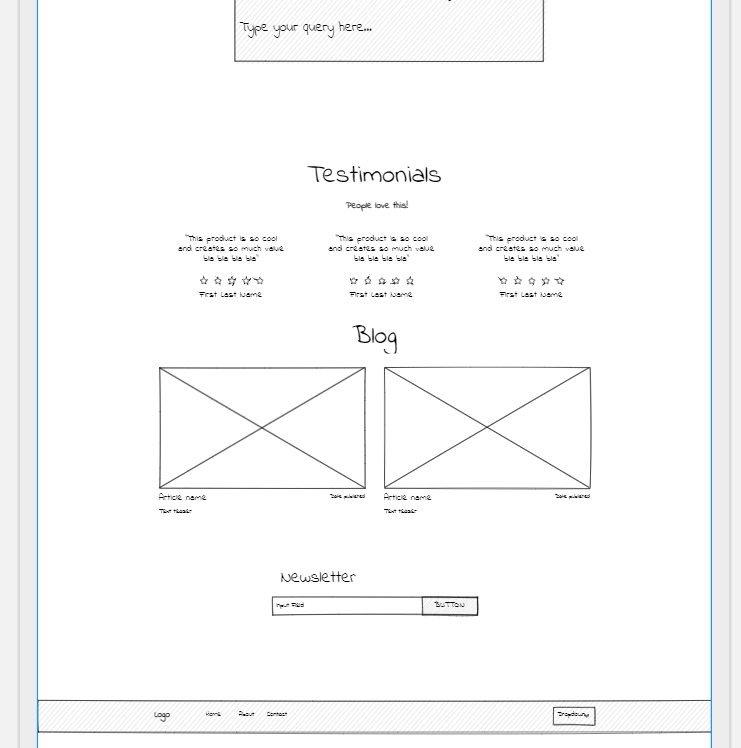 Type your query here...
Testimonials
People love this!
"This product is so cool
and creates so much value
bla bla bla bla"
First Last Name
"This product is so cool
and creates so much value
bla bla bla bla"
First Last Name
"This product is so cool
and creates so much value
bla bla bla bla"
First Last Name
Blog
Article name
Date published
Text teaser
Article name
Date published
Text teaser
Newsletter
Input Field
BUTTON
Logo
Home
About
Contact
Dropdown